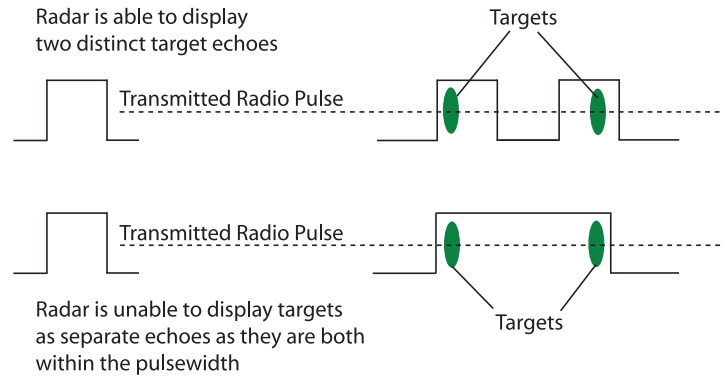 Radar is able to display
two distinct target echoes
Targets
Transmitted Radio Pulse
Transmitted Radio Pulse
Radar is unable to display targets
as separate echoes as they are both
within the pulsewidth
Targets